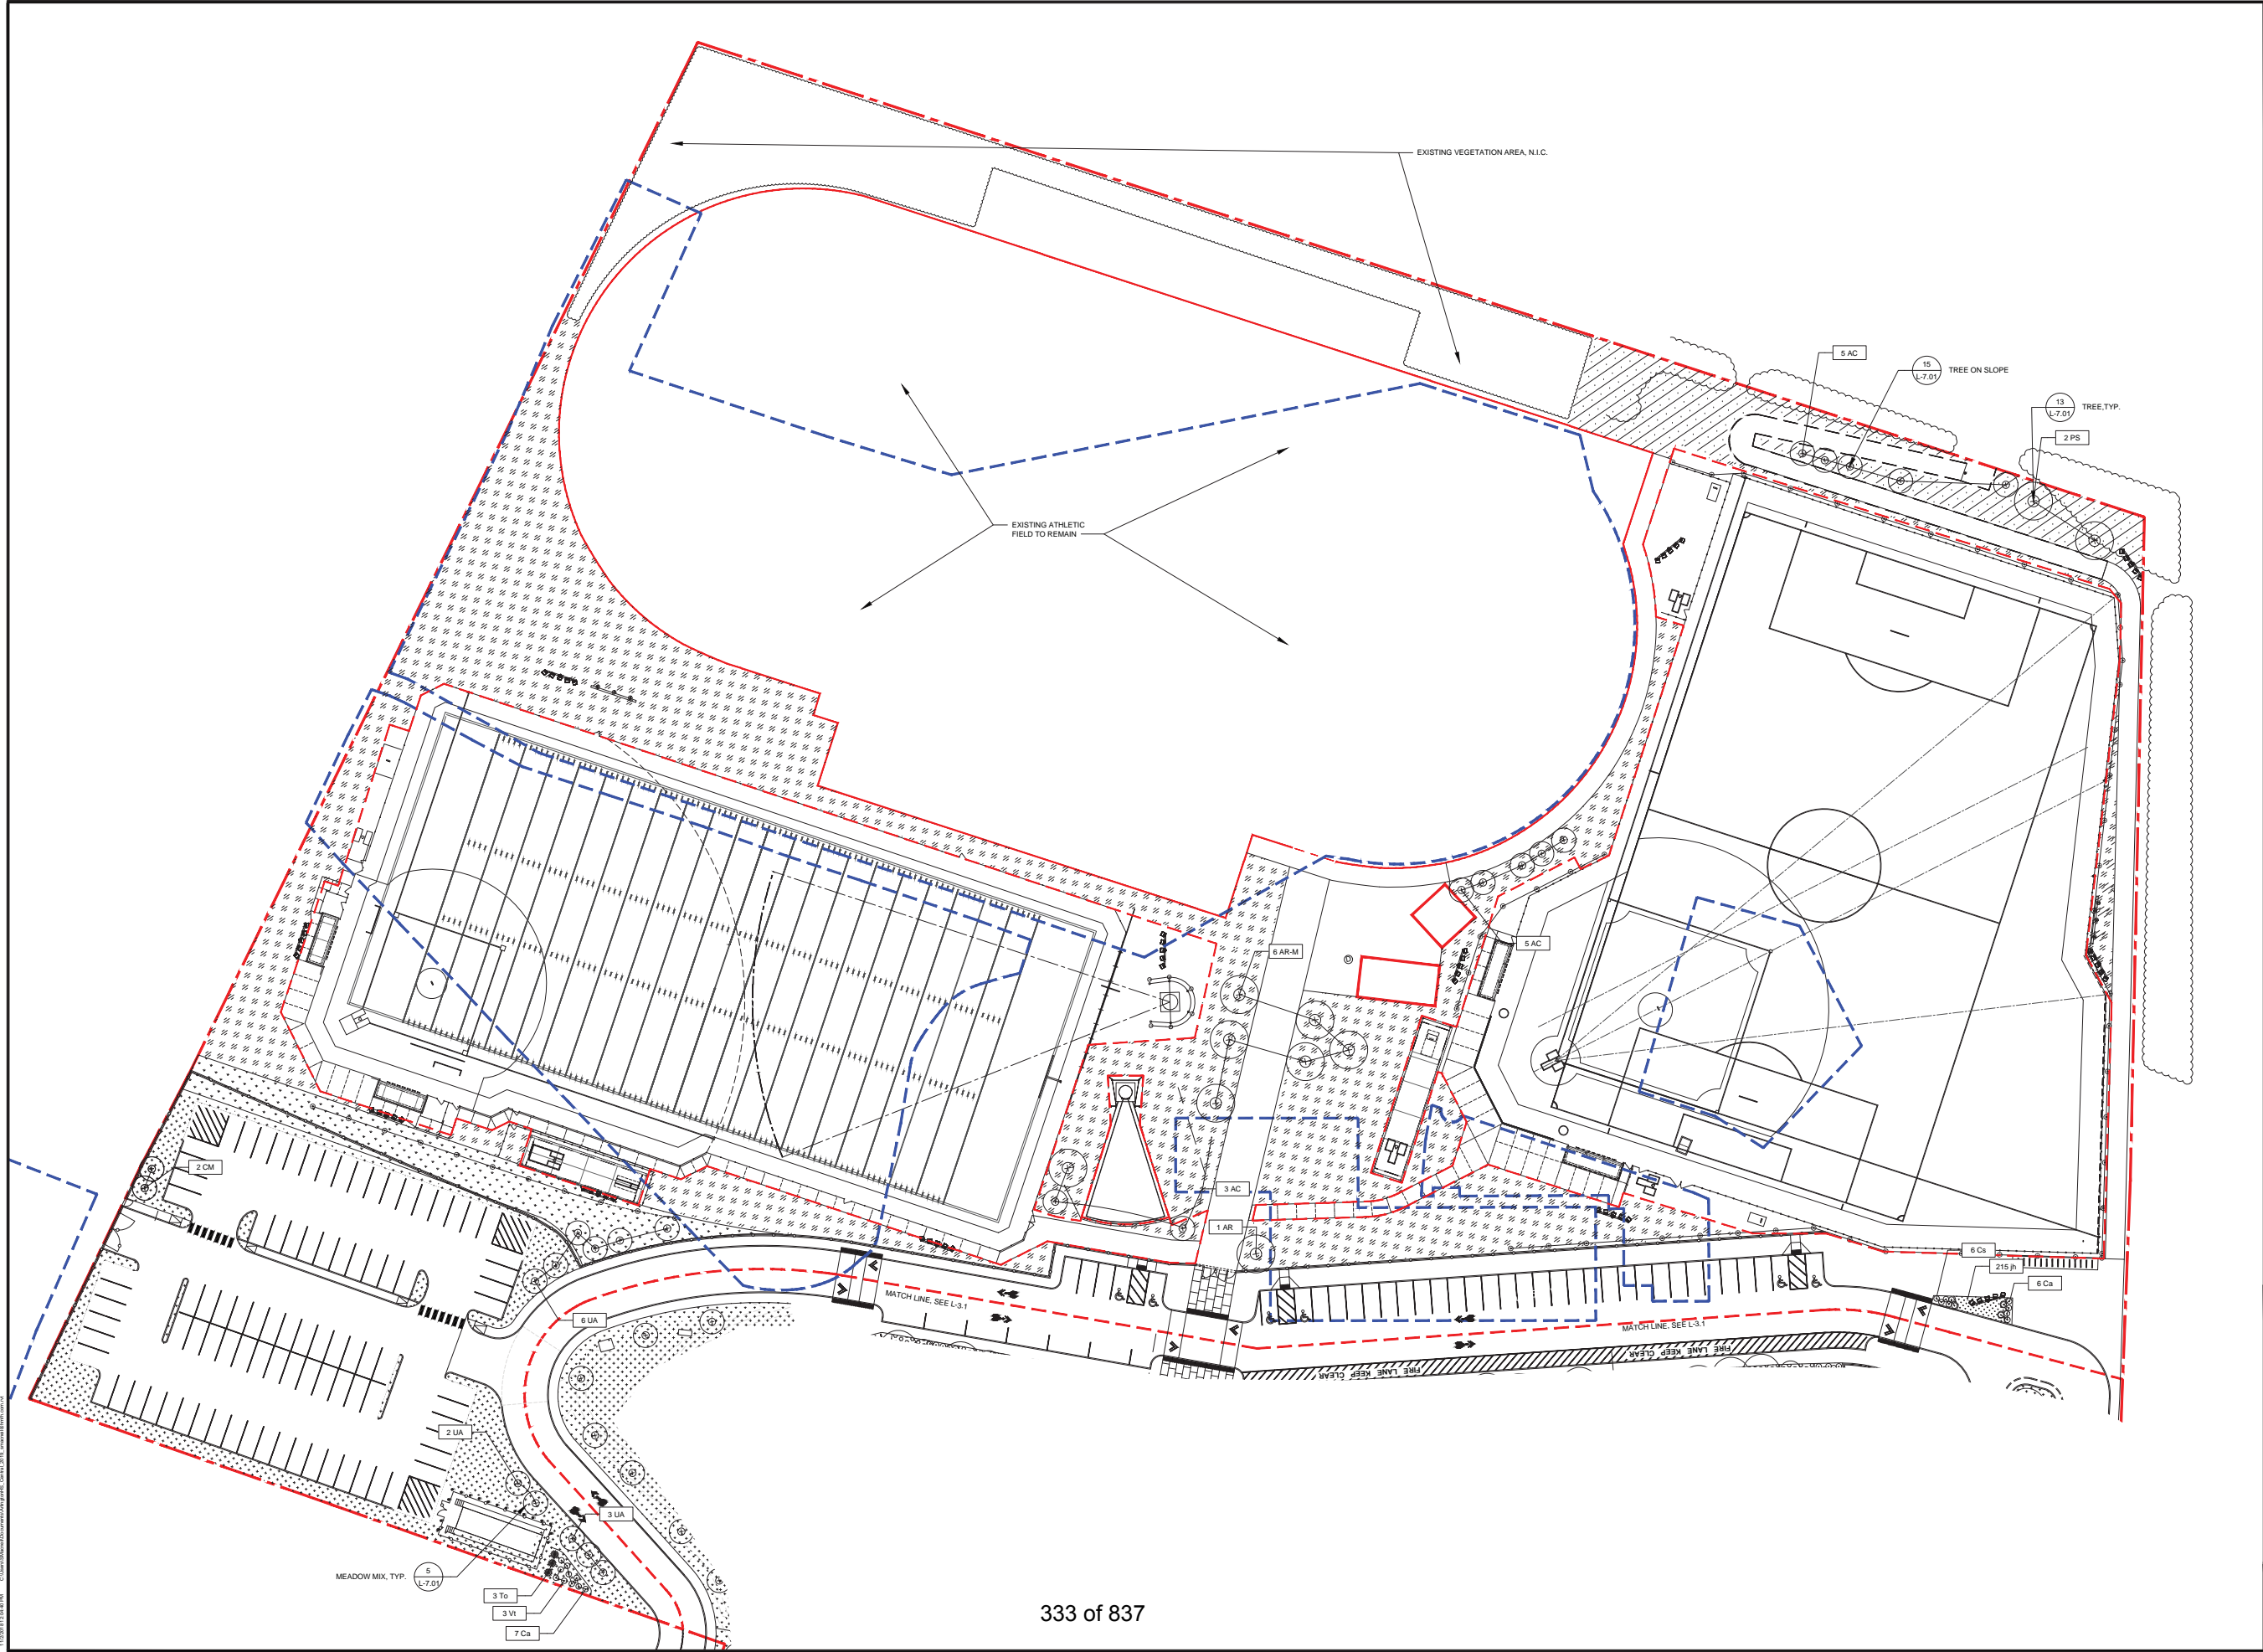 EXISTING VEGETATION AREA, N.I.C.
5 AC
15
L-7.01
TREE ON SLOPE
13
L-7.01
TREE,TYP.
2 PS
EXISTING ATHLETIC
FIELD TO REMAIN
6 AR-M
5 AC
2 CM
3 AC
1 AR
6 Cs
215 jh
6 Ca
MATCH LINE, SEE L-3.1
6 UA
MATCH LINE, SEE L-3.1
FIRE LANE KEEP CLEAR
FIRE LANE KEEP CLEAR
2 UA
3 UA
MEADOW MIX, TYP.
5
L-7.01
3 To
3 Vt
7 Ca
333 of 837